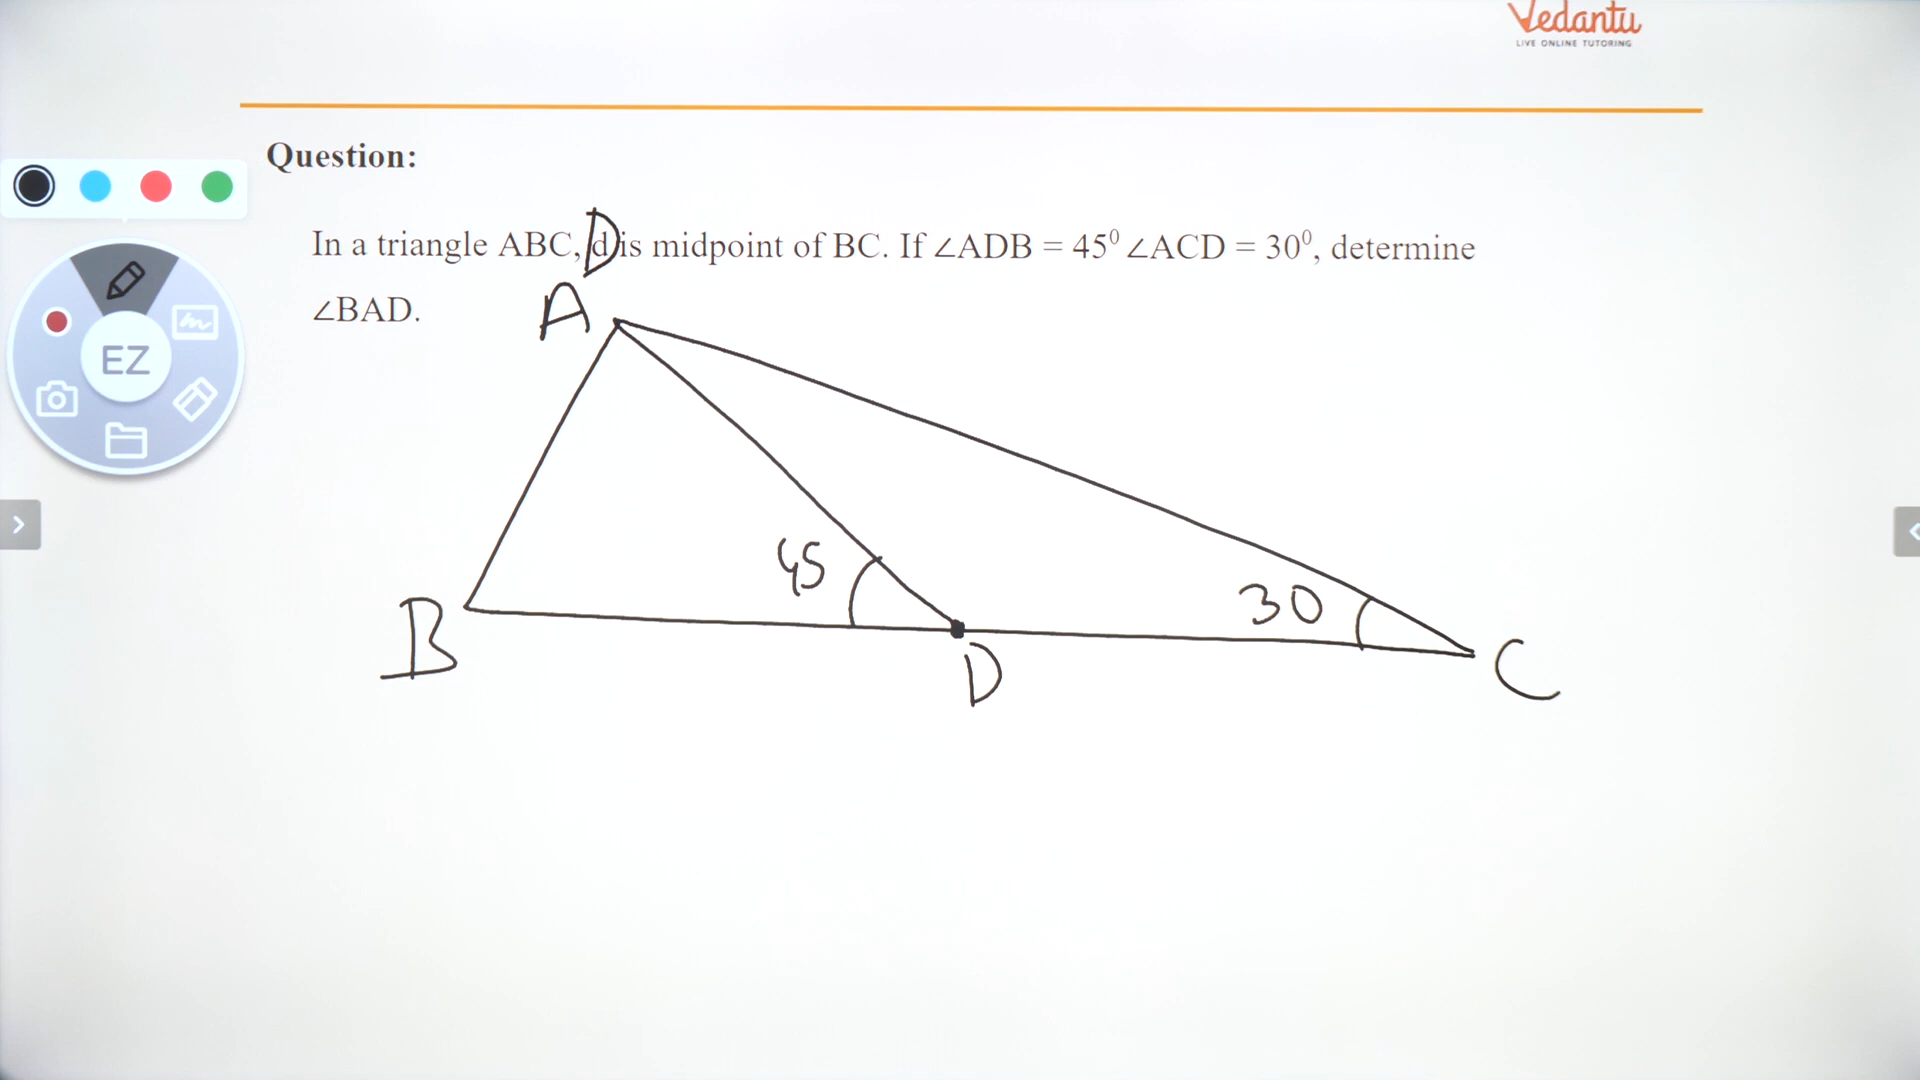 Vedantu
LIVE ONLINE TUTORING
Question:
In a triangle ABC, D is midpoint of BC. If ∠ADB = 45⁰ ∠ACD = 30⁰, determine
∠BAD.
A
EZ
45
30
B
D
C